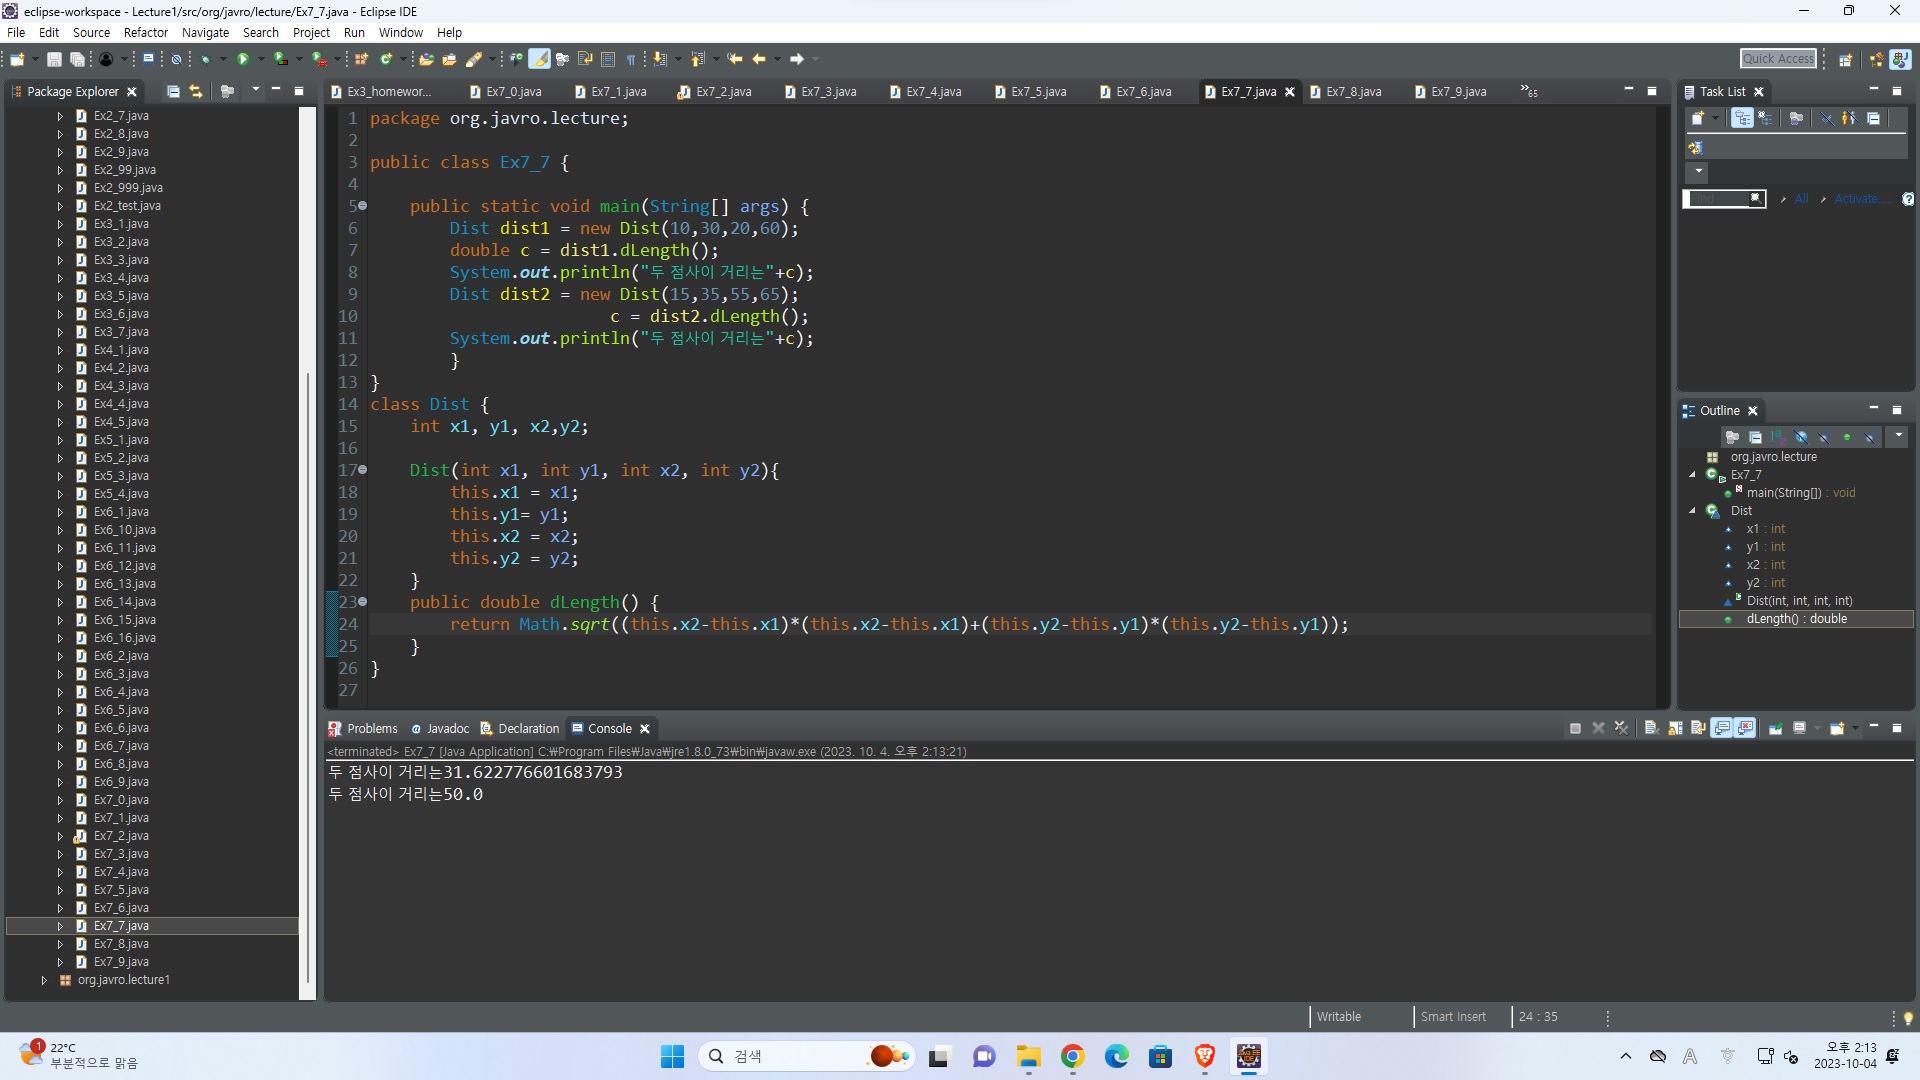 eclipse-workspace - Lecture1/src/org/javro/lecture/Ex7_7.java - Eclipse IDE
File Edit Source Refactor Navigate Search Project Run Window Help
Quick Access
Package Explorer
Ex2_7.java
Ex2_8.java
Ex2_9.java
Ex2_99.java
Ex2_999.java
Ex2_test.java
Ex3_1.java
Ex3_2.java
Ex3_3.java
Ex3_4.java
Ex3_5.java
Ex3_6.java
Ex3_7.java
Ex4_1.java
Ex4_2.java
Ex4_3.java
Ex4_4.java
Ex4_5.java
Ex5_1.java
Ex5_2.java
Ex5_3.java
Ex5_4.java
Ex6_1.java
Ex6_10.java
Ex6_11.java
Ex6_12.java
Ex6_13.java
Ex6_14.java
Ex6_15.java
Ex6_16.java
Ex6_2.java
Ex6_3.java
Ex6_4.java
Ex6_5.java
Ex6_6.java
Ex6_7.java
Ex6_8.java
Ex6_9.java
Ex7_0.java
Ex7_1.java
Ex7_2.java
Ex7_3.java
Ex7_4.java
Ex7_5.java
Ex7_6.java
Ex7_7.java
Ex7_8.java
Ex7_9.java
org.javro.lecture1
Ex3_homewor... Ex7_0.java Ex7_1.java Ex7_2.java Ex7_3.java Ex7_4.java Ex7_5.java Ex7_6.java Ex7_7.java Ex7_8.java Ex7_9.java »65
1 package org.javro.lecture;
2
3 public class Ex7_7 {
4
5 public static void main(String[] args) {
6 Dist dist1 = new Dist(10,30,20,60);
7 double c = dist1.dLength();
8 System.out.println("두 점사이 거리는"+c);
9 Dist dist2 = new Dist(15,35,55,65);
10 c = dist2.dLength();
11 System.out.println("두 점사이 거리는"+c);
12 }
13 }
14 class Dist {
15 int x1, y1, x2,y2;
16
17 Dist(int x1, int y1, int x2, int y2){
18 this.x1 = x1;
19 this.y1= y1;
20 this.x2 = x2;
21 this.y2 = y2;
22 }
23 public double dLength() {
24 return Math.sqrt((this.x2-this.x1)*(this.x2-this.x1)+(this.y2-this.y1)*(this.y2-this.y1));
25 }
26 }
27
Problems Javadoc Declaration Console
<terminated> Ex7_7 [Java Application] C:₩Program Files₩Java₩jre1.8.0_73₩bin₩javaw.exe (2023. 10. 4. 오후 2:13:21)
두 점사이 거리는31.622776601683793
두 점사이 거리는50.0
Task List
Find All Activate...
Outline
org.javro.lecture
Ex7_7
main(String[]) : void
Dist
x1 : int
y1 : int
x2 : int
y2 : int
Dist(int, int, int, int)
dLength() : double
Writable Smart Insert 24 : 35
1
22°C
부분적으로 맑음
검색
오후 2:13
2023-10-04